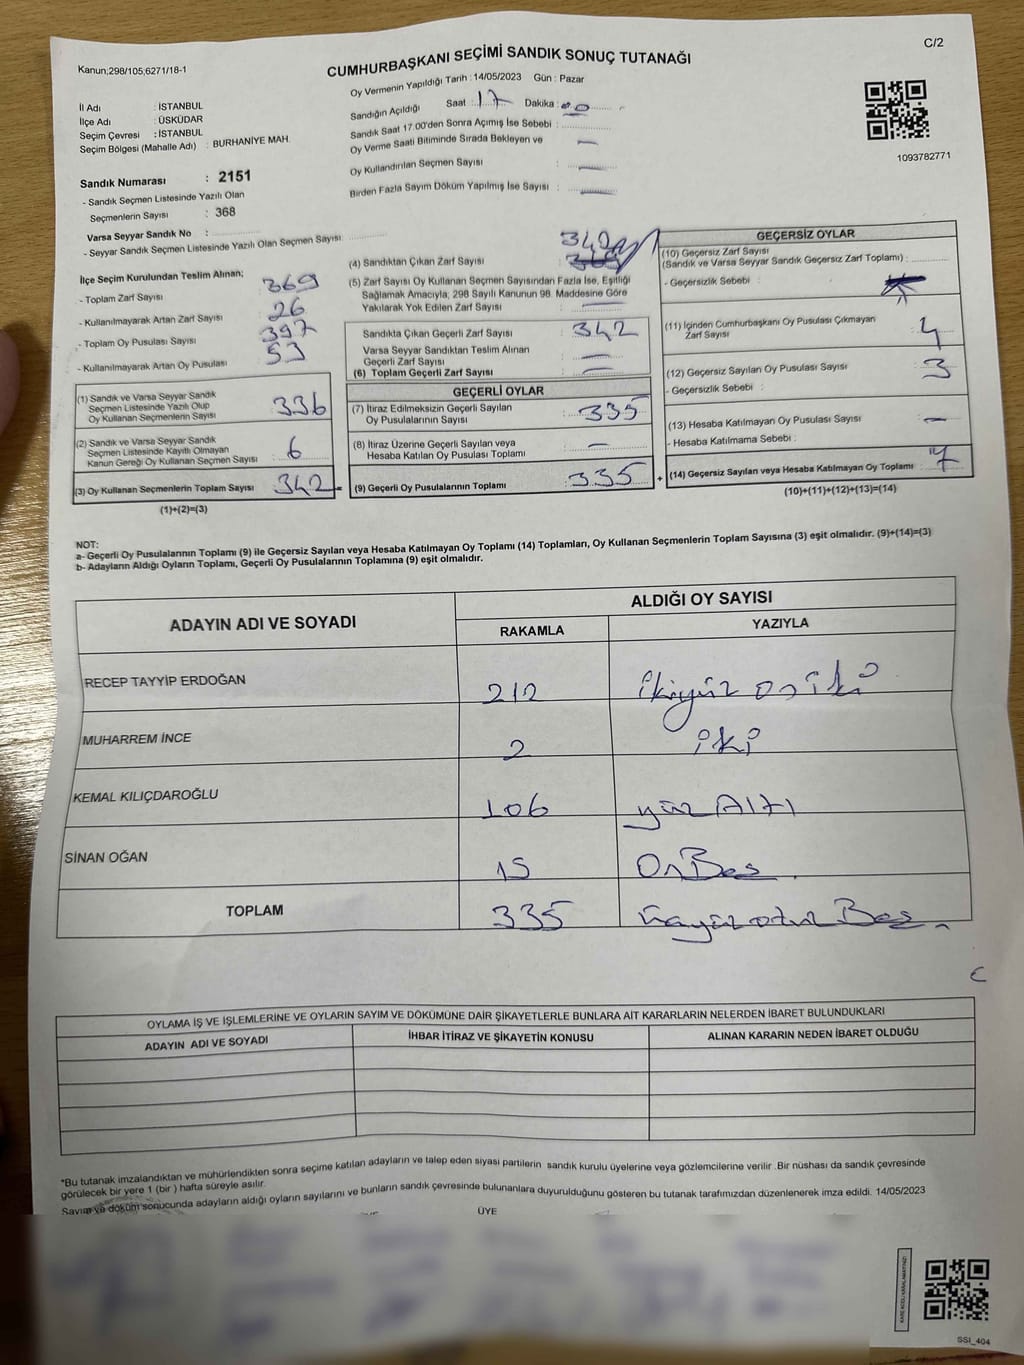 C/2
Kanun;298/105;6271/18-1
CUMHURBAŞKANI SEÇİMİ SANDIK SONUÇ TUTANAĞI
Oy Vermenin Yapıldığı Tarih : 14/05/2023 Gün : Pazar
İl Adı : İSTANBUL
İlçe Adı : ÜSKÜDAR
Seçim Çevresi : İSTANBUL
Seçim Bölgesi (Mahalle Adı) : BURHANİYE MAH.
Sandığın Açıldığı Saat : 17 Dakika : 00
Sandık Saat 17.00'den Sonra Açımış İse Sebebi :
Oy Verme Saati Bitiminde Sırada Bekleyen ve
Oy Kullandırılan Seçmen Sayısı : —
Birden Fazla Sayım Döküm Yapılmış İse Sayısı : —
1093782771
Sandık Numarası : 2151
- Sandık Seçmen Listesinde Yazılı Olan
Seçmenlerin Sayısı : 368
Varsa Seyyar Sandık No :
- Seyyar Sandık Seçmen Listesinde Yazılı Olan Seçmen Sayısı:
İlçe Seçim Kurulundan Teslim Alınan;
- Toplam Zarf Sayısı 369
- Kullanılmayarak Artan Zarf Sayısı 26
- Toplam Oy Pusulası Sayısı 397
- Kullanılmayarak Artan Oy Pusulası 53
(1) Sandık ve Varsa Seyyar Sandık
Seçmen Listesinde Yazılı Olup
Oy Kullanan Seçmenlerin Sayısı 336
(2) Sandık ve Varsa Seyyar Sandık
Seçmen Listesinde Kayıtlı Olmayan
Kanun Gereği Oy Kullanan Seçmen Sayısı 6
(3) Oy Kullanan Seçmenlerin Toplam Sayısı 342
(1)+(2)=(3)
(4) Sandıktan Çıkan Zarf Sayısı : 342
(5) Zarf Sayısı Oy Kullanan Seçmen Sayısından Fazla İse, Eşitliği
Sağlamak Amacıyla, 298 Sayılı Kanunun 98. Maddesine Göre
Yakılarak Yok Edilen Zarf Sayısı : —
Sandıkta Çıkan Geçerli Zarf Sayısı : 342
Varsa Seyyar Sandıktan Teslim Alınan
Geçerli Zarf Sayısı : —
(6) Toplam Geçerli Zarf Sayısı : —
GEÇERLİ OYLAR
(7) İtiraz Edilmeksizin Geçerli Sayılan
Oy Pusulalarının Sayısı : 335
(8) İtiraz Üzerine Geçerli Sayılan veya
Hesaba Katılan Oy Pusulası Toplamı : —
= (9) Geçerli Oy Pusulalarının Toplamı : 335
GEÇERSİZ OYLAR
(10) Geçersiz Zarf Sayısı
(Sandık ve Varsa Seyyar Sandık Geçersiz Zarf Toplamı) :
- Geçersizlik Sebebi :
(11) İçinden Cumhurbaşkanı Oy Pusulası Çıkmayan
Zarf Sayısı : 4
(12) Geçersiz Sayılan Oy Pusulası Sayısı : 3
- Geçersizlik Sebebi :
(13) Hesaba Katılmayan Oy Pusulası Sayısı : —
- Hesaba Katılmama Sebebi :
+ (14) Geçersiz Sayılan veya Hesaba Katılmayan Oy Toplamı : 7
(10)+(11)+(12)+(13)=(14)
NOT:
a- Geçerli Oy Pusulalarının Toplamı (9) ile Geçersiz Sayılan veya Hesaba Katılmayan Oy Toplamı (14) Toplamları, Oy Kullanan Seçmenlerin Toplam Sayısına (3) eşit olmalıdır. (9)+(14)=(3)
b- Adayların Aldığı Oyların Toplamı, Geçerli Oy Pusulalarının Toplamına (9) eşit olmalıdır.
ADAYIN ADI VE SOYADI ALDIĞI OY SAYISI
RAKAMLA YAZIYLA
RECEP TAYYİP ERDOĞAN 212 ikiyüz on iki
MUHARREM İNCE 2 iki
KEMAL KILIÇDAROĞLU 106 yüz Altı
SİNAN OĞAN 15 On Beş
TOPLAM 335 üçyüz otuz Beş
OYLAMA İŞ VE İŞLEMLERİNE VE OYLARIN SAYIM VE DÖKÜMÜNE DAİR ŞİKAYETLERLE BUNLARA AİT KARARLARIN NELERDEN İBARET BULUNDUKLARI
ADAYIN ADI VE SOYADI İHBAR İTİRAZ VE ŞİKAYETİN KONUSU ALINAN KARARIN NEDEN İBARET OLDUĞU
*Bu tutanak imzalandıktan ve mühürlendikten sonra seçime katılan adayların ve talep eden siyasi partilerin sandık kurulu üyelerine veya gözlemcilerine verilir .Bir nüshası da sandık çevresinde
görülecek bir yere 1 (bir ) hafta süreyle asılır.
Sayım ve döküm sonucunda adayların aldığı oyların sayılarını ve bunların sandık çevresinde bulunanlara duyurulduğunu gösteren bu tutanak tarafımızdan düzenlenerek imza edildi. 14/05/2023
ÜYE
SSI_404